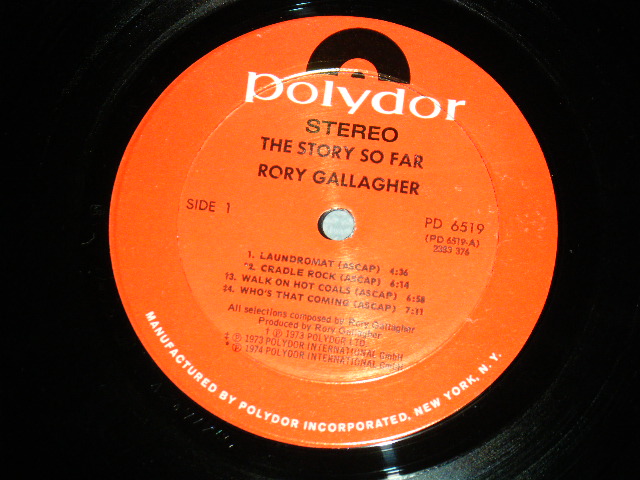 polydor
STEREO
THE STORY SO FAR
RORY GALLAGHER
SIDE 1
PD 6519
(PD 6519-A)
2383 376
1. LAUNDROMAT (ASCAP) 4:36
*2. CRADLE ROCK (ASCAP) 6:14
†3. WALK ON HOT COALS (ASCAP) 6:58
‡4. WHO'S THAT COMING (ASCAP) 7:11
All selections composed by Rory Gallagher
Produced by Rory Gallagher
† Ⓟ 1973 POLYDOR LTD.
‡ Ⓟ 1973 POLYDOR INTERNATIONAL GmbH
* Ⓟ 1974 POLYDOR INTERNATIONAL GmbH
MANUFACTURED BY POLYDOR INCORPORATED, NEW YORK, N.Y.